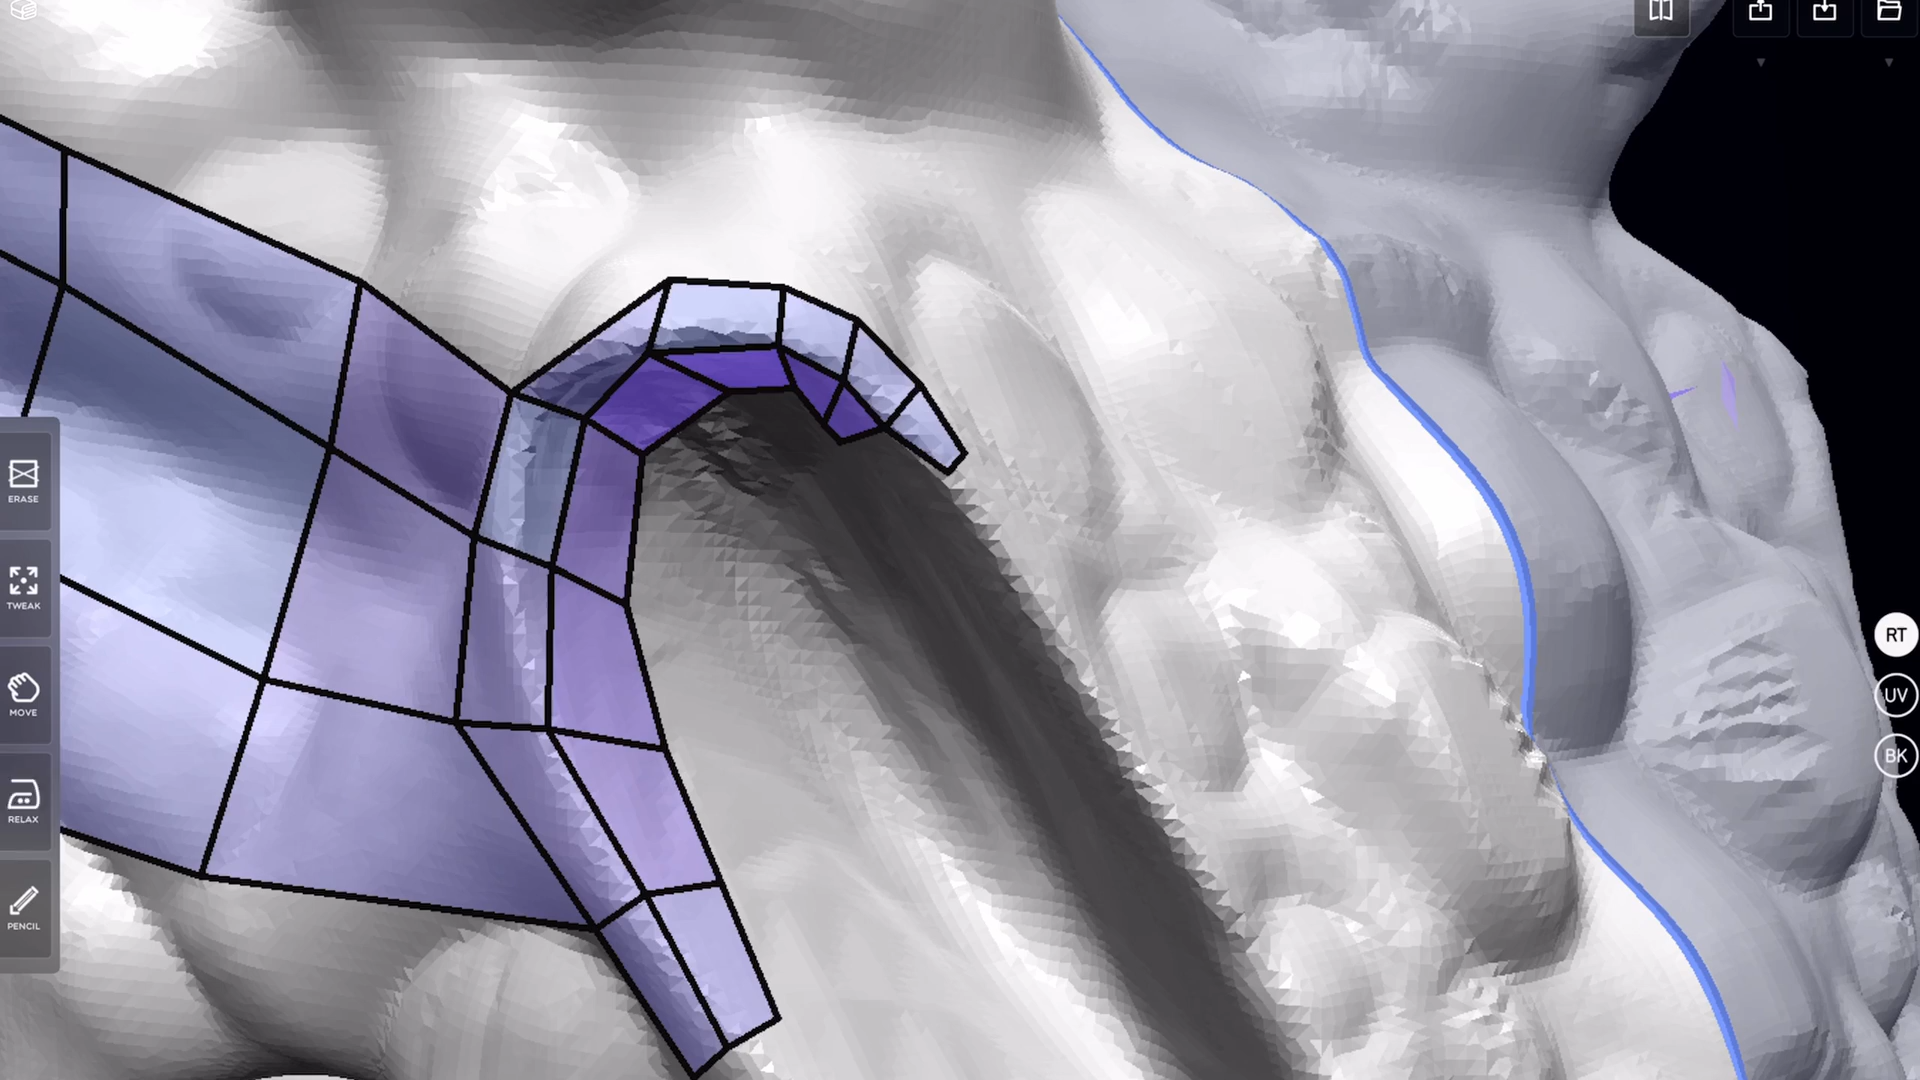 ERASE
TWEAK
MOVE
RELAX
PENCIL
RT
UV
BK